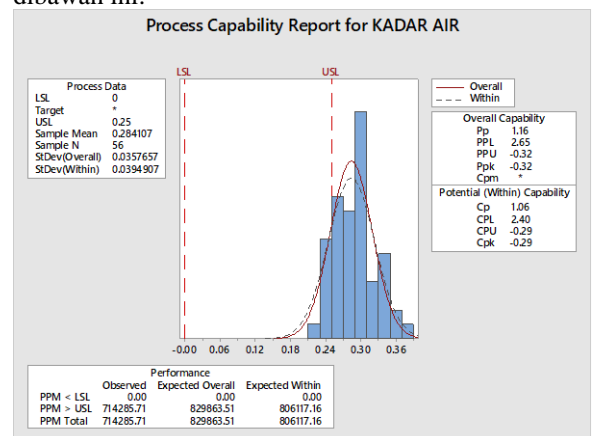 dibawah ini:
Process Capability Report for KADAR AIR
LSL
USL
Process Data
LSL 0
Target *
USL 0.25
Sample Mean 0.284107
Sample N 56
StDev(Overall) 0.0357657
StDev(Within) 0.0394907
Overall
Within
Overall Capability
Pp 1.16
PPL 2.65
PPU -0.32
Ppk -0.32
Cpm *
Potential (Within) Capability
Cp 1.06
CPL 2.40
CPU -0.29
Cpk -0.29
-0.00 0.06 0.12 0.18 0.24 0.30 0.36
Performance
Observed Expected Overall Expected Within
PPM < LSL 0.00 0.00 0.00
PPM > USL 714285.71 829863.51 806117.16
PPM Total 714285.71 829863.51 806117.16